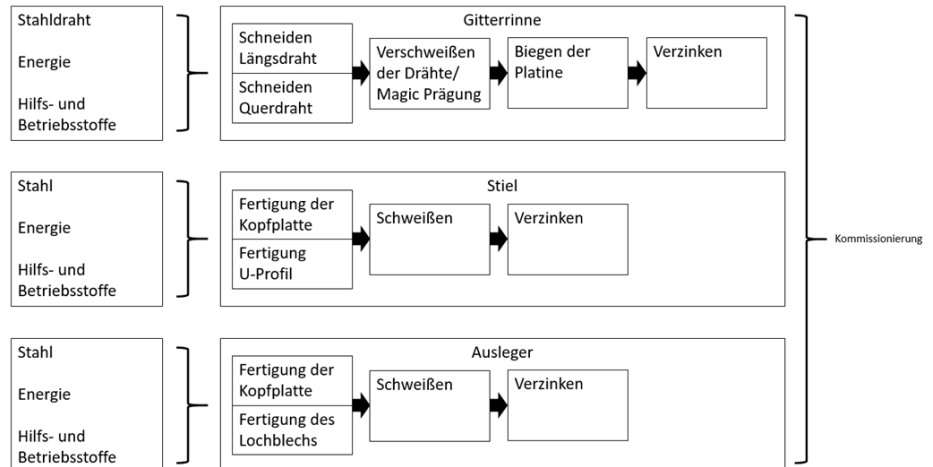 Stahldraht
Energie
Hilfs- und
Betriebsstoffe
Gitterrinne
Schneiden
Längsdraht
Schneiden
Querdraht
Verschweißen
der Drähte/
Magic Prägung
Biegen der
Platine
Verzinken
Stahl
Energie
Hilfs- und
Betriebsstoffe
Stiel
Fertigung der
Kopfplatte
Fertigung
U-Profil
Schweißen
Verzinken
Kommissionierung
Stahl
Energie
Hilfs- und
Betriebsstoffe
Ausleger
Fertigung der
Kopfplatte
Fertigung des
Lochblechs
Schweißen
Verzinken